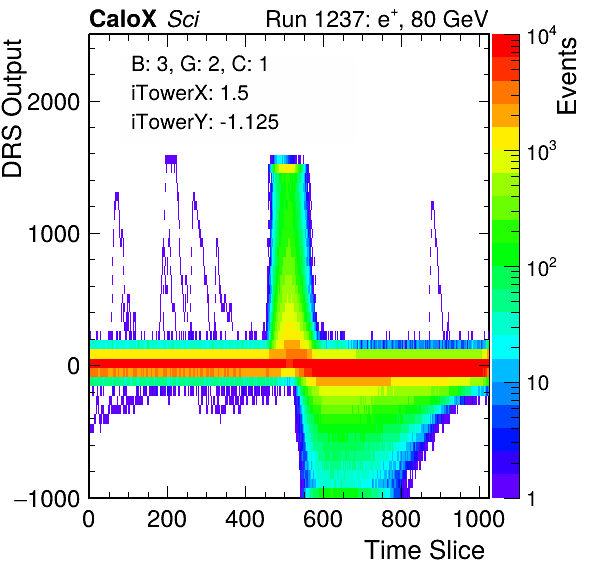 CaloX Sci
Run 1237: e⁺, 80 GeV
B: 3, G: 2, C: 1
iTowerX: 1.5
iTowerY: -1.125
DRS Output
2000
1000
0
−1000
0 200 400 600 800 1000
Time Slice
Events
10⁴
10³
10²
10
1